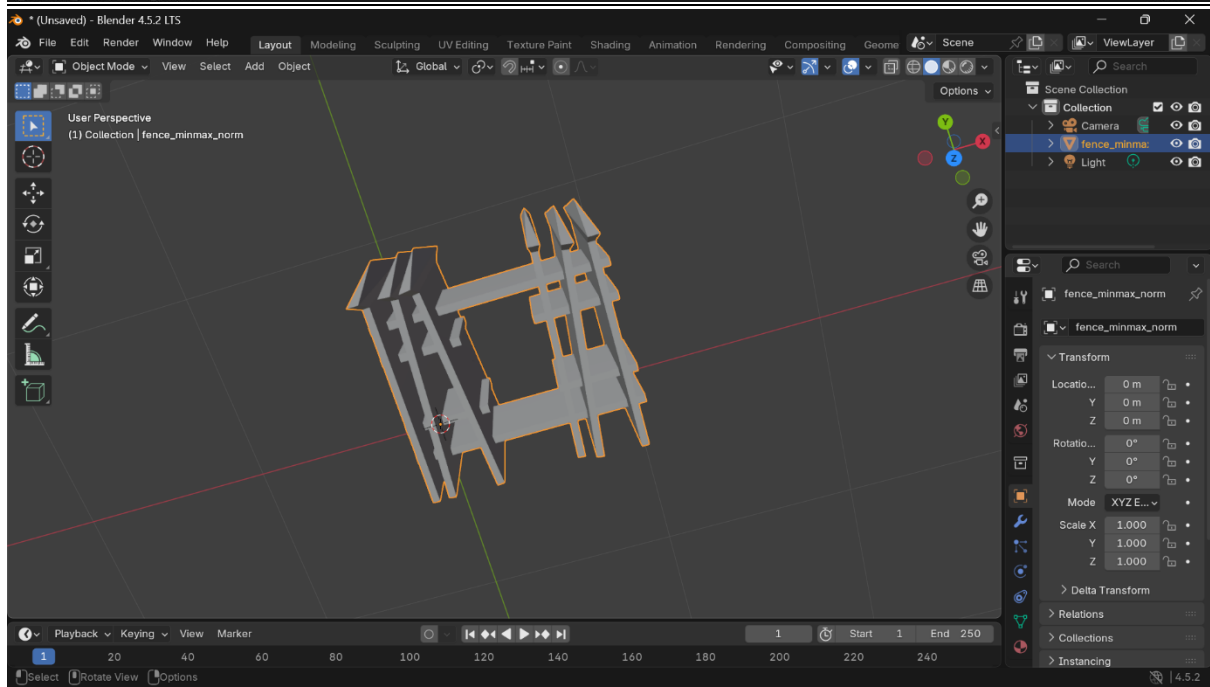 * (Unsaved) - Blender 4.5.2 LTS
File Edit Render Window Help Layout Modeling Sculpting UV Editing Texture Paint Shading Animation Rendering Compositing Geome Scene ViewLayer
Object Mode View Select Add Object Global Search
Options
User Perspective
(1) Collection | fence_minmax_norm
Y
X
Z
Scene Collection
Collection
Camera
fence_minma:
Light
Search
fence_minmax_norm
fence_minmax_norm
Transform
Locatio... 0 m
Y 0 m
Z 0 m
Rotatio... 0°
Y 0°
Z 0°
Mode XYZ E...
Scale X 1.000
Y 1.000
Z 1.000
Delta Transform
Relations
Collections
Instancing
Playback Keying View Marker 1 Start 1 End 250
1 20 40 60 80 100 120 140 160 180 200 220 240
Select Rotate View Options 4.5.2